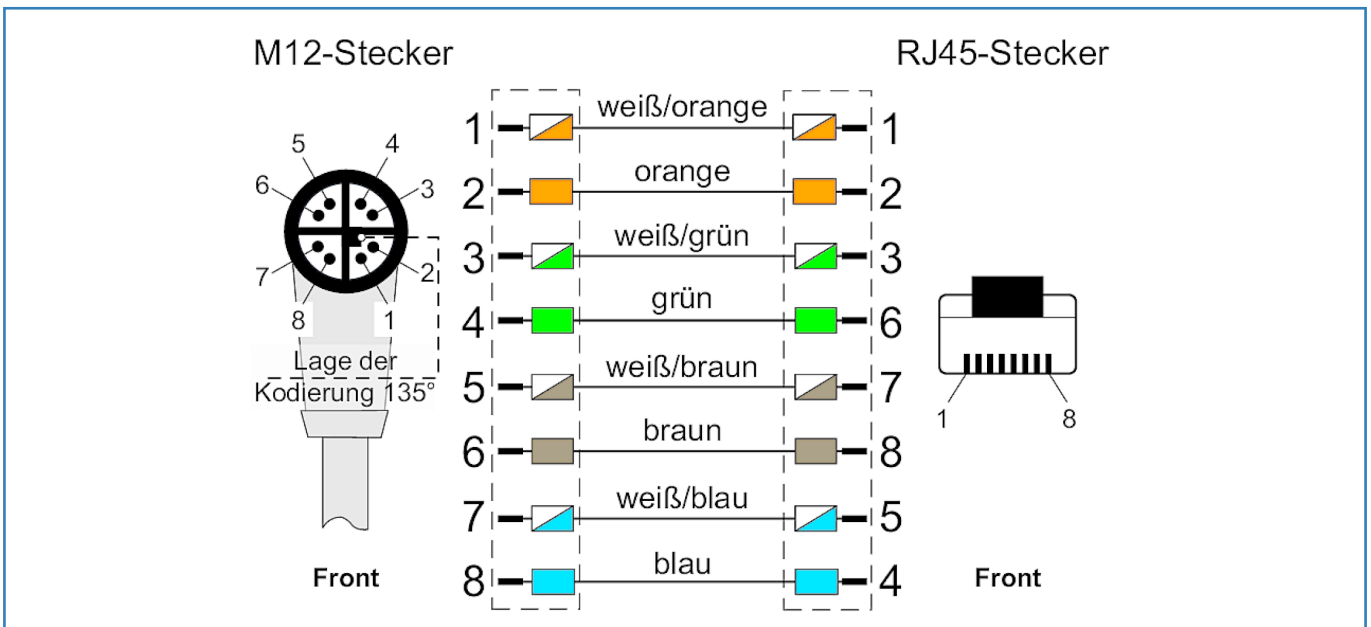 M12-Stecker RJ45-Stecker
1 weiß/orange 1
5 4
6 3
2 orange 2
weiß/grün
3 3
7 2
8 1
4 grün 6
Lage der
Kodierung 135°
5 weiß/braun 7
1 8
6 braun 8
7 weiß/blau 5
Front Front
8 blau 4